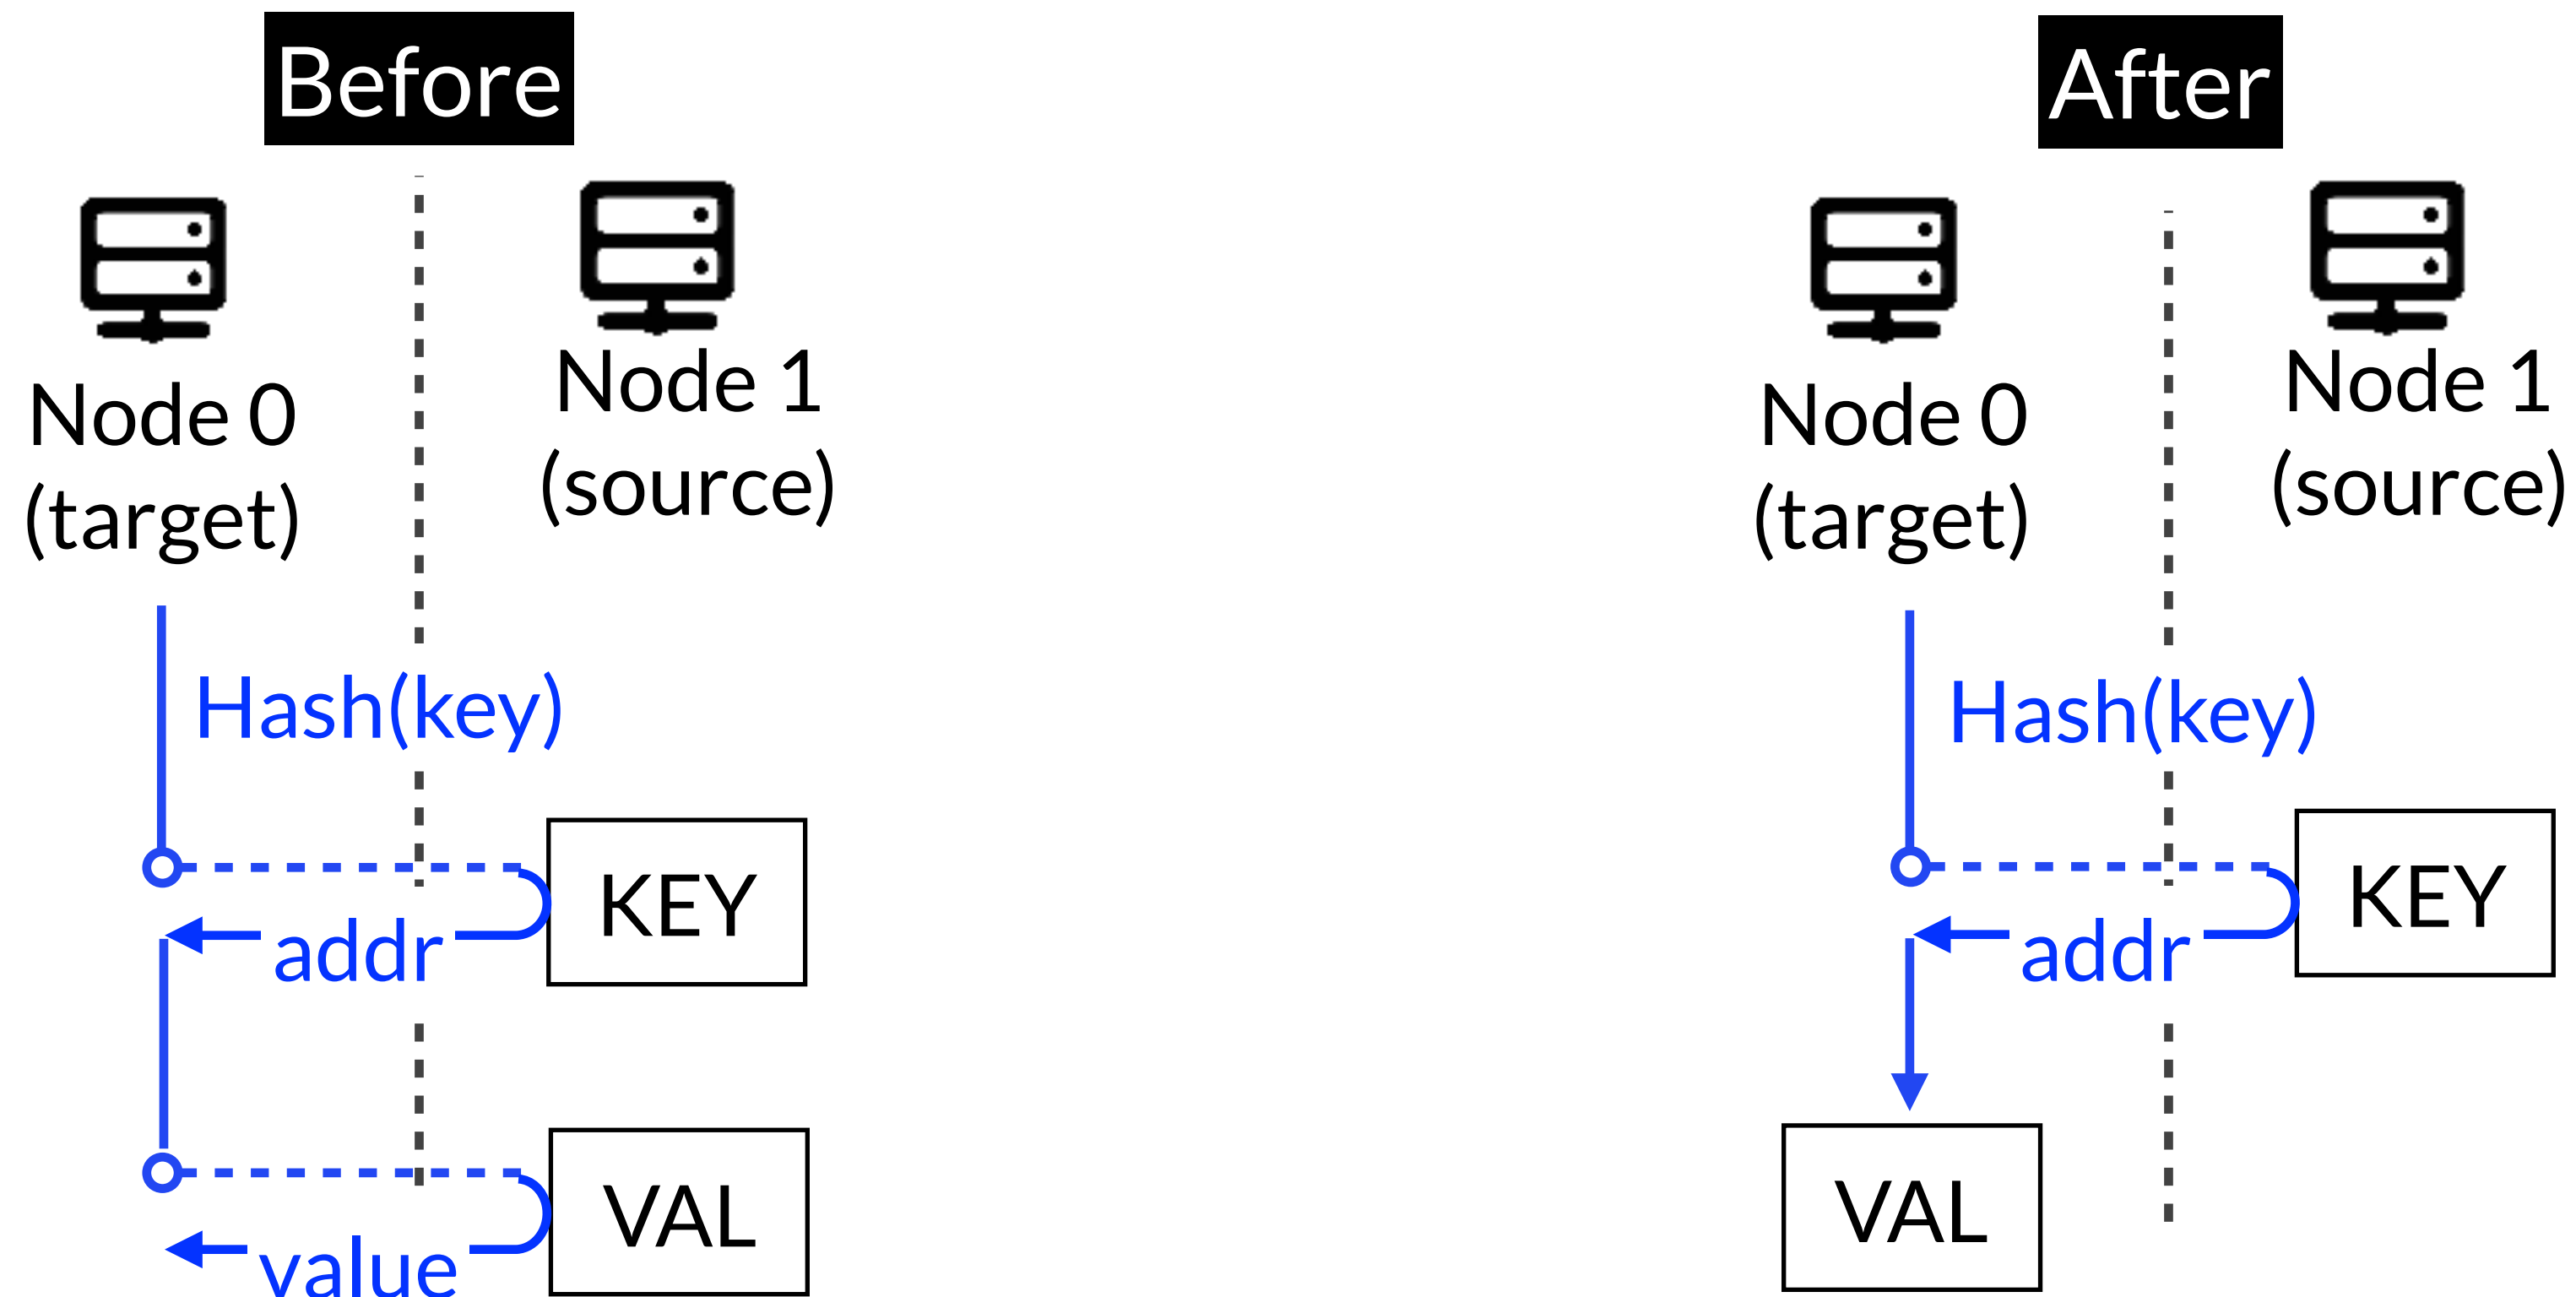 Before
Node 0
(target)
Node 1
(source)
Hash(key)
KEY
addr
VAL
value
After
Node 0
(target)
Node 1
(source)
Hash(key)
KEY
addr
VAL